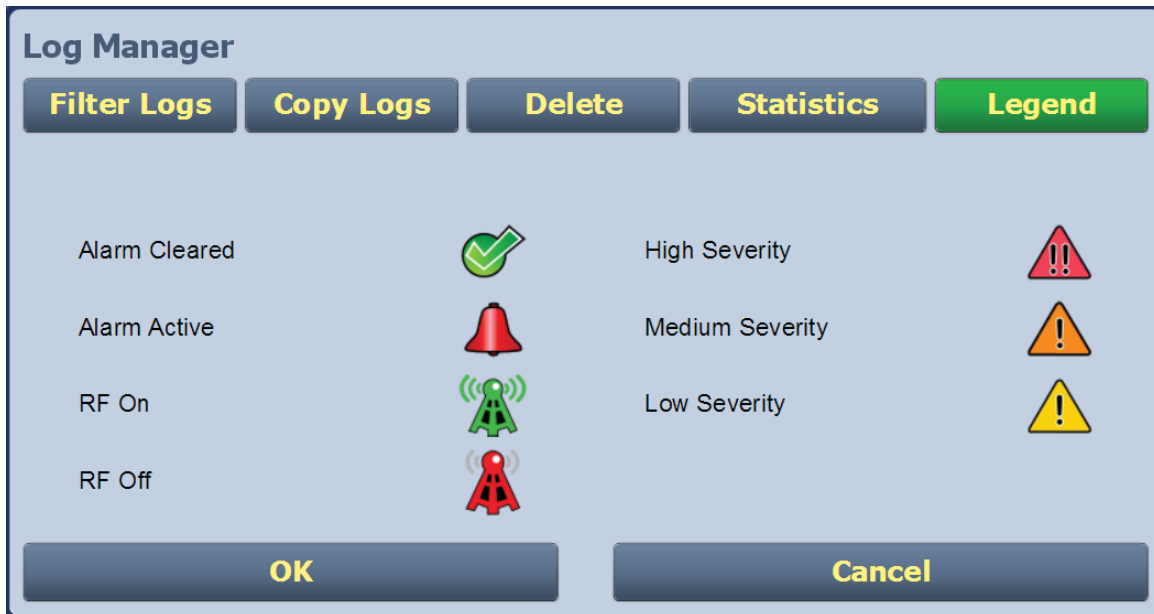 Log Manager
Filter Logs Copy Logs Delete Statistics Legend
Alarm Cleared High Severity
Alarm Active Medium Severity
RF On Low Severity
RF Off
OK Cancel